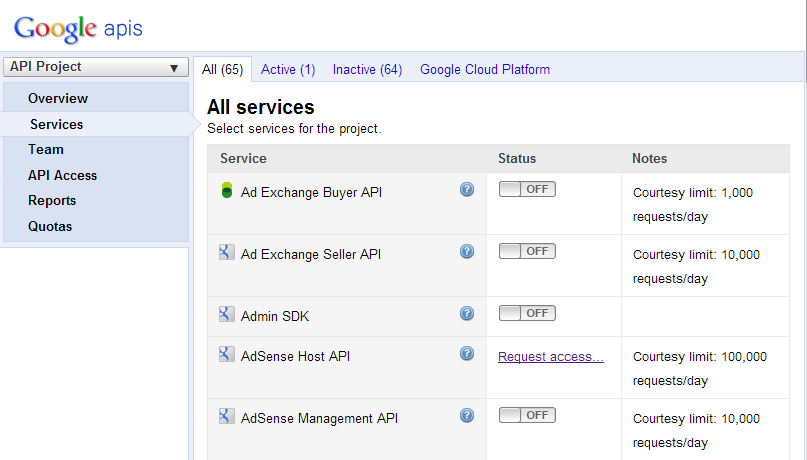 Google apis
API Project
All (65) Active (1) Inactive (64) Google Cloud Platform
Overview
Services
Team
API Access
Reports
Quotas
All services
Select services for the project.
Service Status Notes
Ad Exchange Buyer API ? OFF Courtesy limit: 1,000
requests/day
Ad Exchange Seller API ? OFF Courtesy limit: 10,000
requests/day
Admin SDK ? OFF
AdSense Host API ? Request access... Courtesy limit: 100,000
requests/day
AdSense Management API ? OFF Courtesy limit: 10,000
requests/day